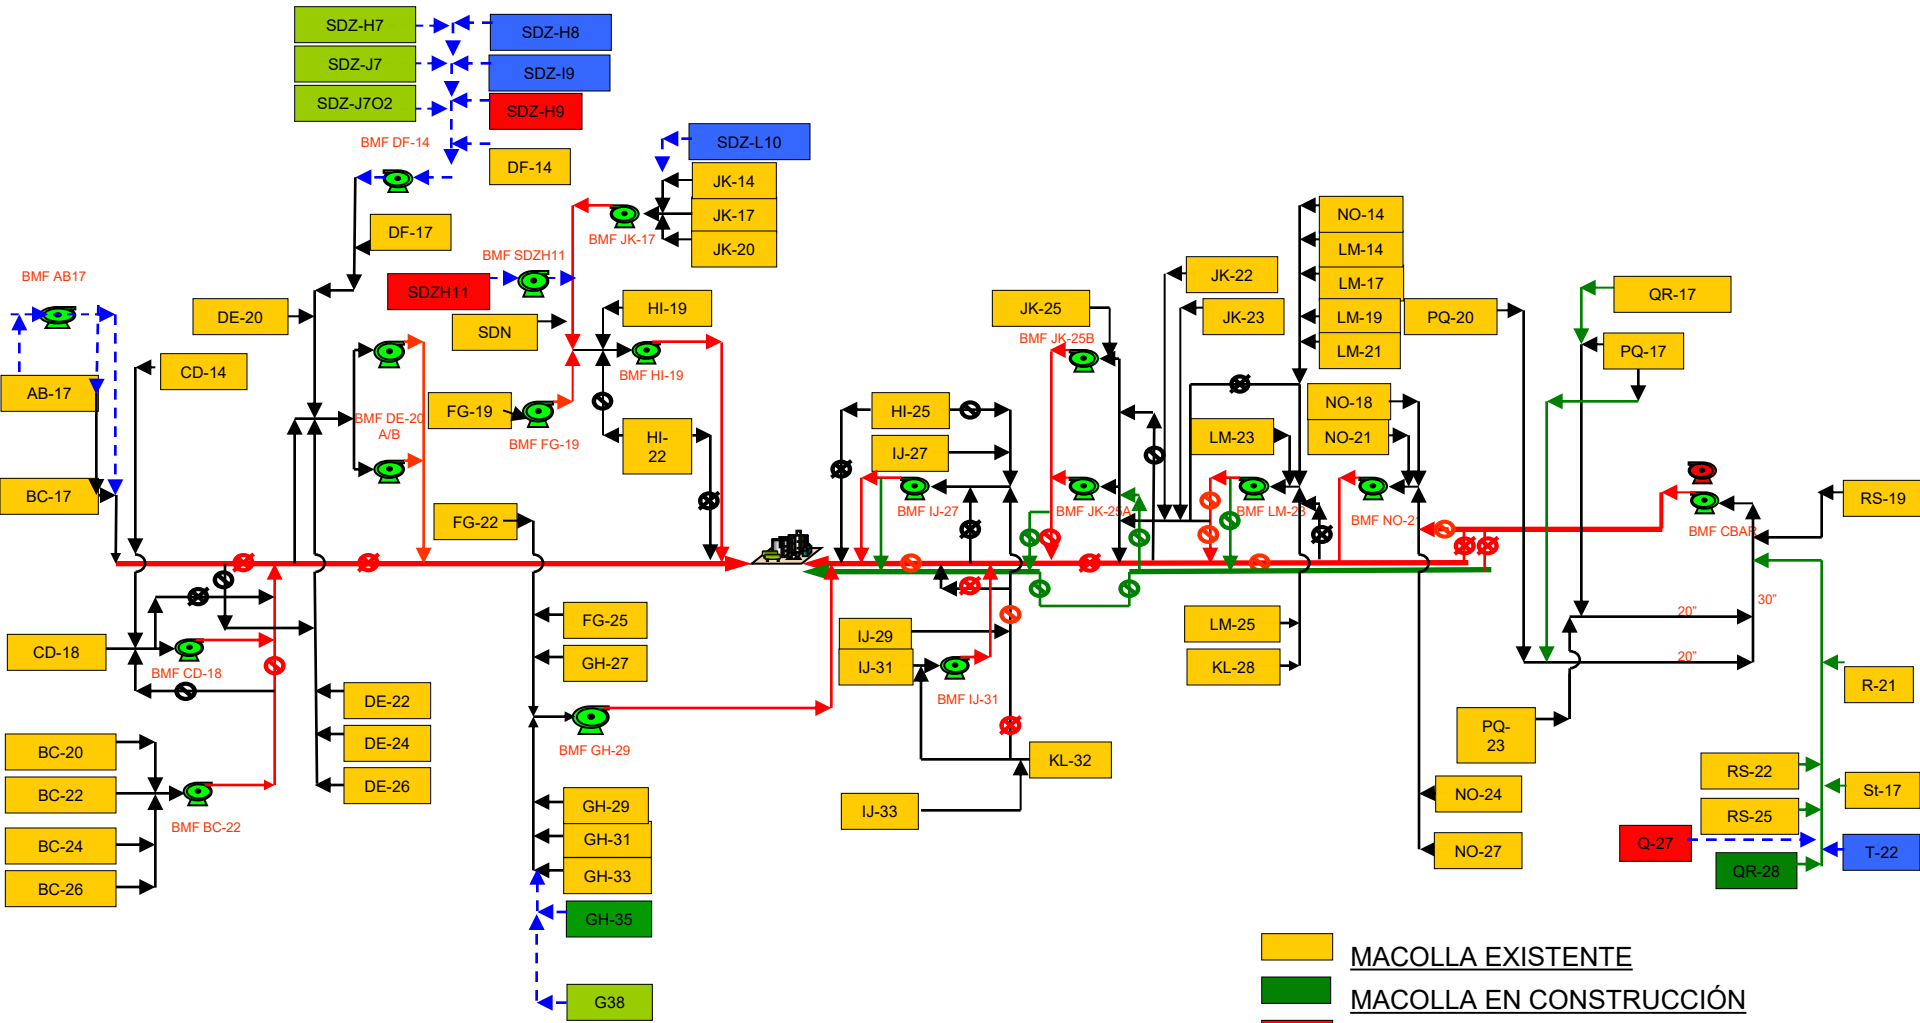 SDZ-H7
SDZ-H8
SDZ-J7
SDZ-I9
SDZ-J7O2
SDZ-H9
BMF DF-14
DF-14
SDZ-L10
JK-14
JK-17
JK-20
BMF JK-17
DF-17
BMF SDZH11
SDZH11
BMF AB17
DE-20
SDN
HI-19
BMF HI-19
CD-14
AB-17
BMF DE-20
A/B
FG-19
BMF FG-19
HI-
22
BC-17
FG-22
CD-18
BMF CD-18
FG-25
GH-27
DE-22
DE-24
DE-26
BMF GH-29
BC-20
BC-22
BC-24
BC-26
BMF BC-22
GH-29
GH-31
GH-33
GH-35
G38
NO-14
LM-14
LM-17
LM-19
LM-21
JK-22
JK-23
JK-25
BMF JK-25B
PQ-20
QR-17
PQ-17
HI-25
IJ-27
BMF IJ-27
BMF JK-25A
LM-23
BMF LM-23
NO-18
NO-21
BMF NO-21
BMF CBAR
RS-19
IJ-29
IJ-31
BMF IJ-31
LM-25
KL-28
20"
30"
20"
R-21
PQ-
23
KL-32
IJ-33
NO-24
NO-27
RS-22
St-17
RS-25
Q-27
T-22
QR-28
MACOLLA EXISTENTE
MACOLLA EN CONSTRUCCIÓN